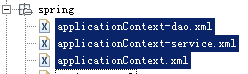 spring
applicationContext-dao.xml
applicationContext-service.xml
applicationContext.xml